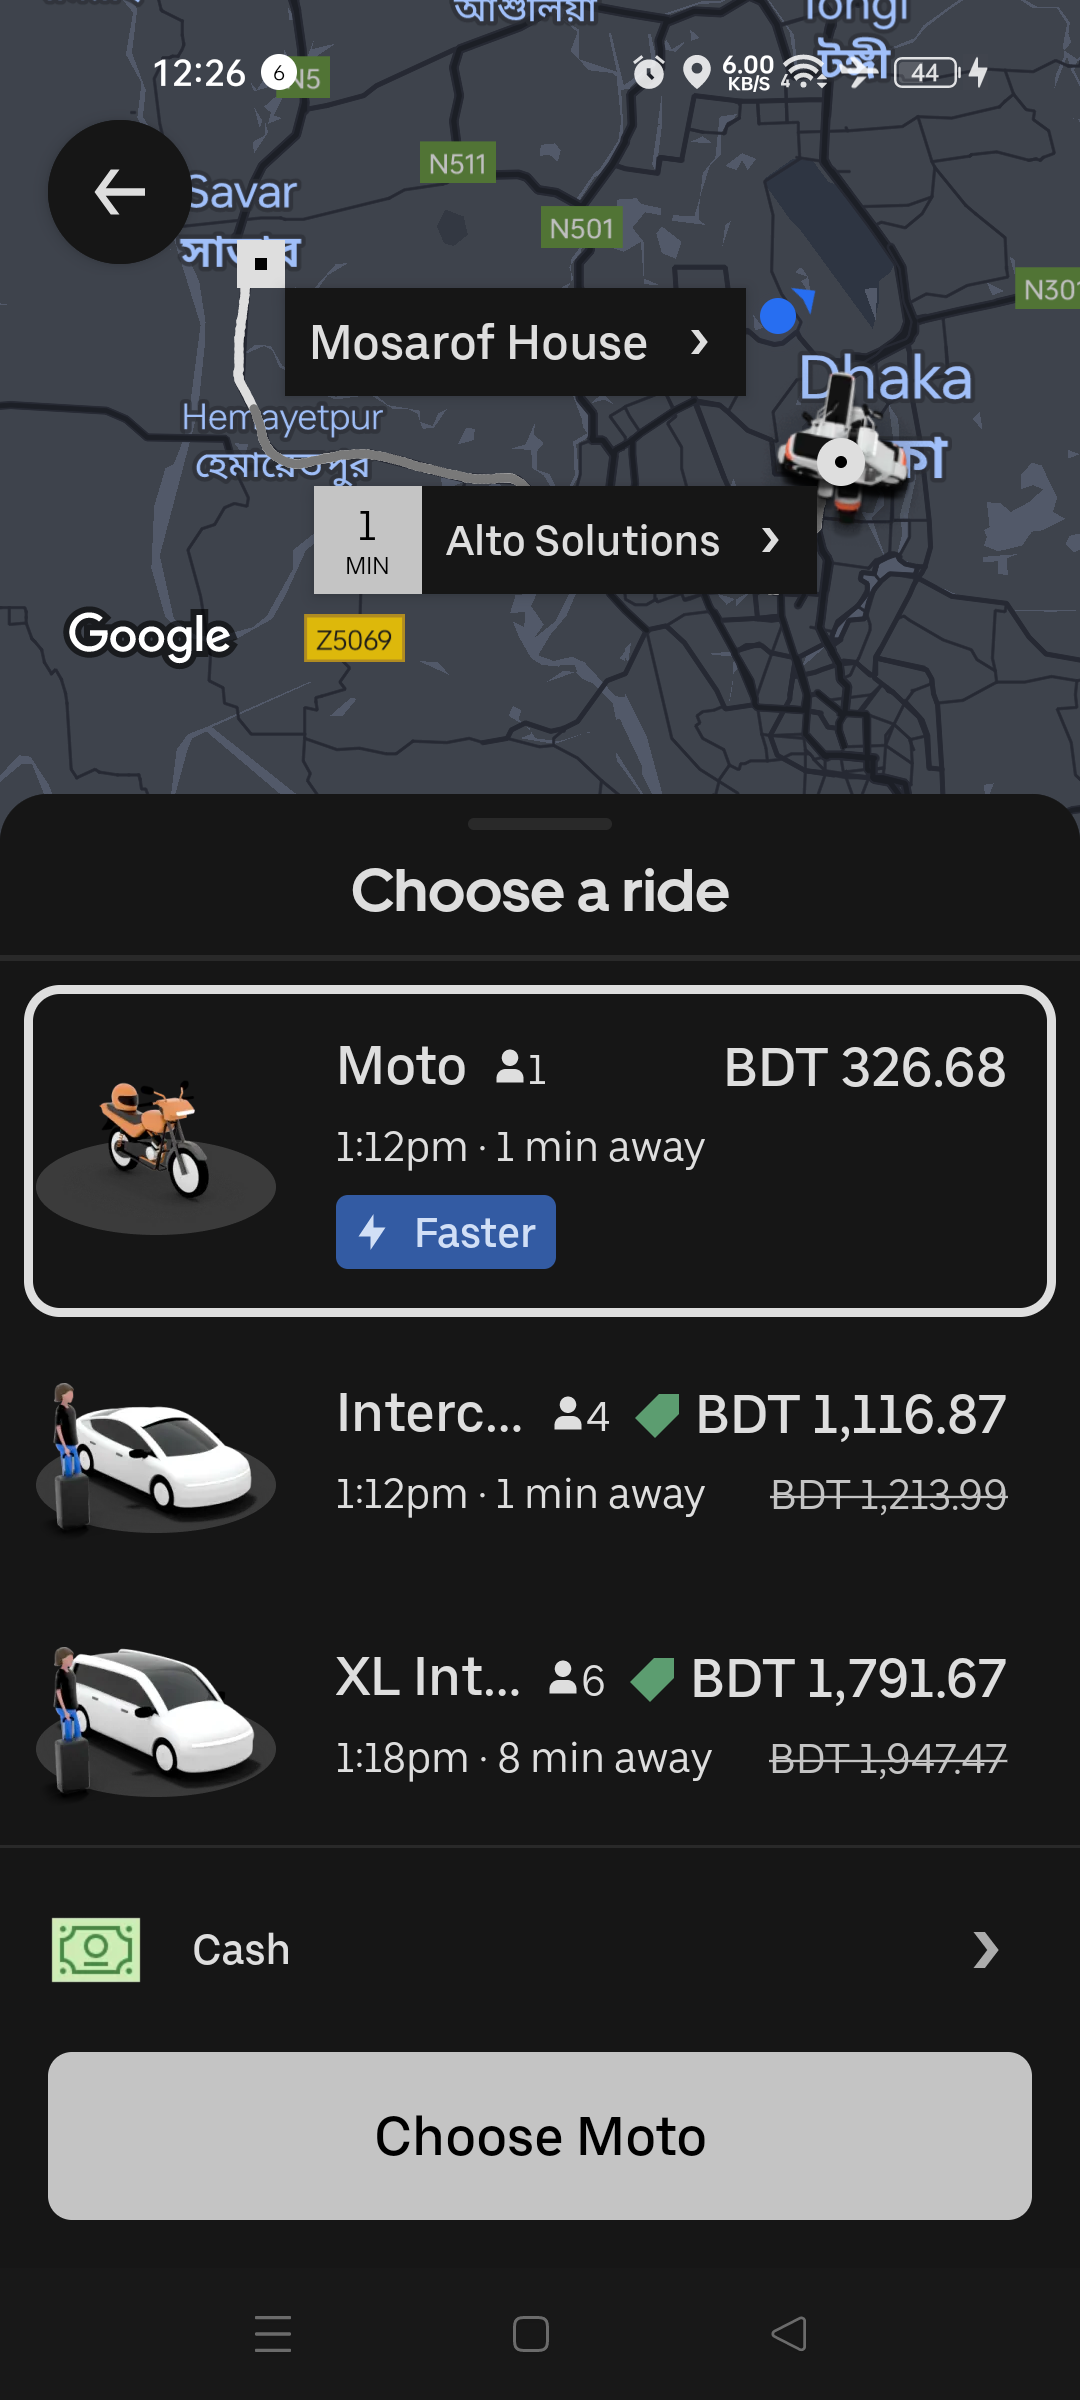 আশুলিয়া
Tongi
টঙ্গী
12:26
6
N5
6.00
KB/S
4
44
N511
Savar
N501
সাভার
N301
Mosarof House
Dhaka
Hemayetpur
হেমায়েতপুর
1
MIN
Alto Solutions
Google
Z5069
Choose a ride
Moto 1 BDT 326.68
1:12pm · 1 min away
Faster
Interc... 4 BDT 1,116.87
1:12pm · 1 min away BDT 1,213.99
XL Int... 6 BDT 1,791.67
1:18pm · 8 min away BDT 1,947.47
Cash
Choose Moto